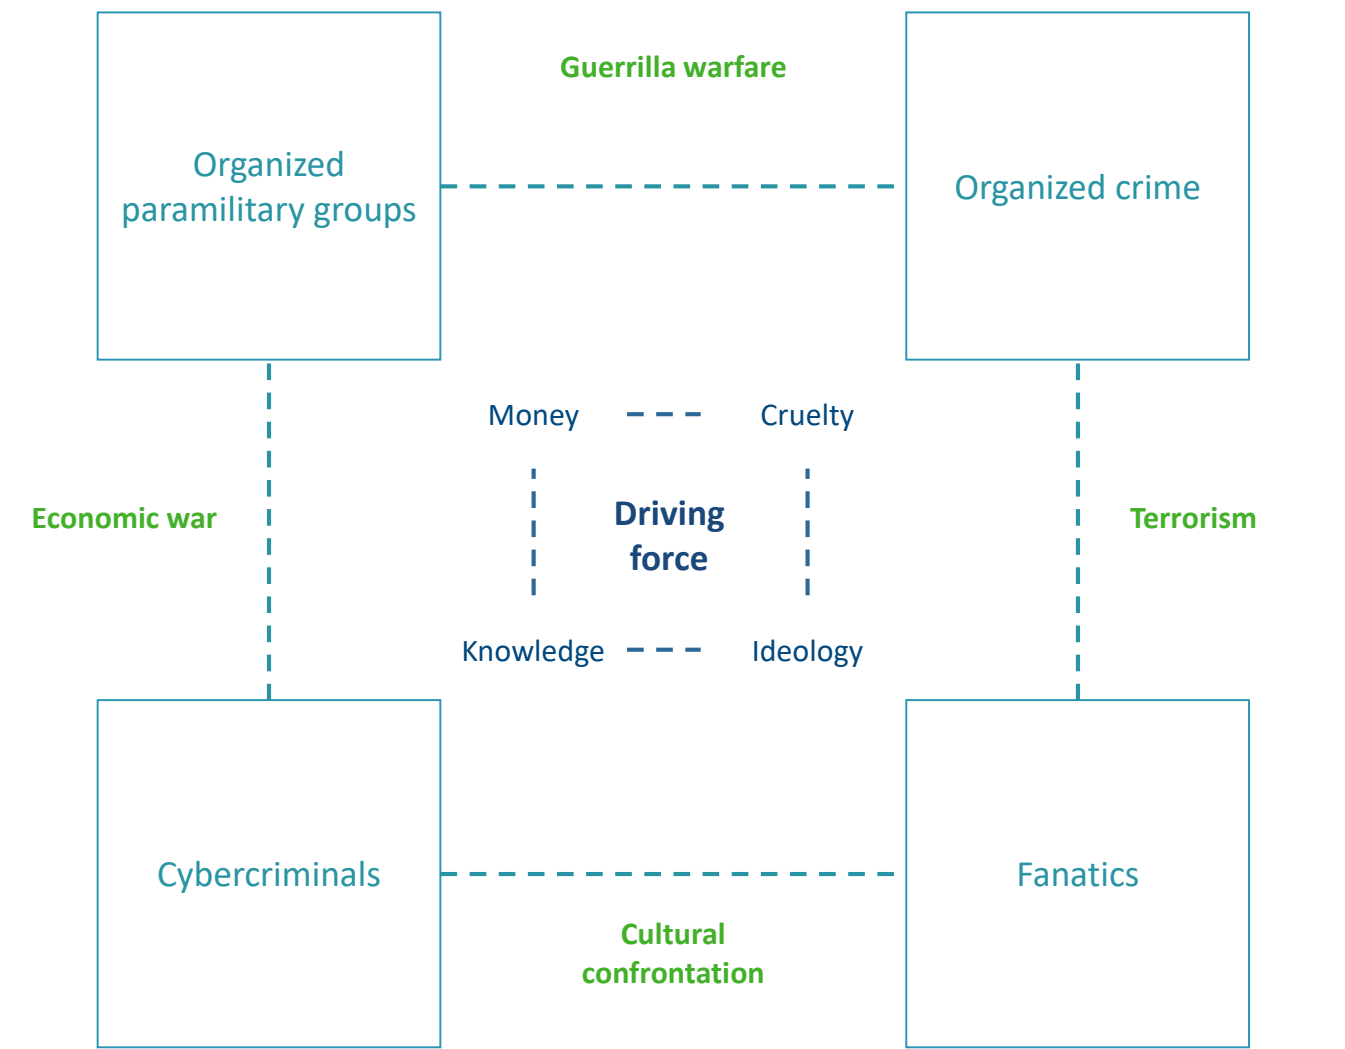 Guerrilla warfare
Organized
paramilitary groups
Organized crime
Money
Cruelty
Economic war
Driving
force
Terrorism
Knowledge
Ideology
Cybercriminals
Fanatics
Cultural
confrontation